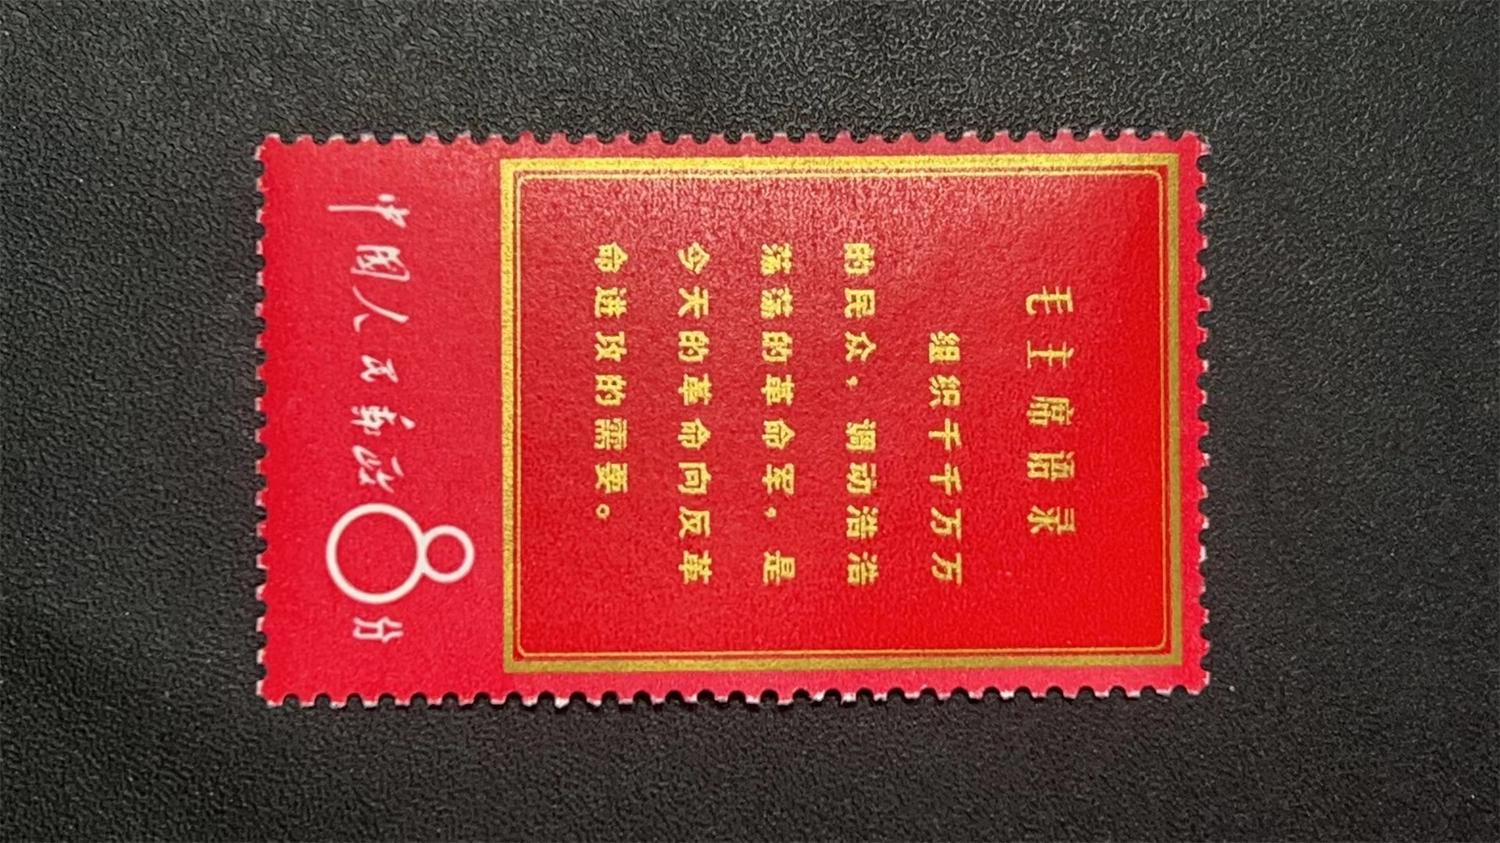 毛主席语录
组织千千万万
的民众，调动浩浩
荡荡的革命军，是
今天的革命向反革
命进攻的需要。
中国人民邮政 8分